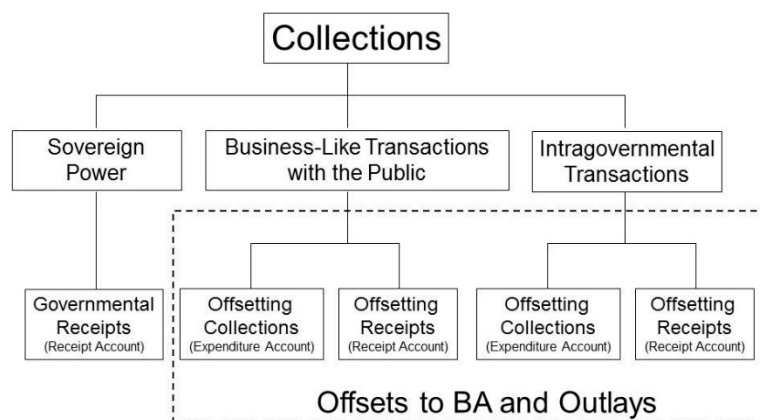 Collections
Sovereign
Power
Business-Like Transactions
with the Public
Intragovernmental
Transactions
Governmental
Receipts
(Receipt Account)
Offsetting
Collections
(Expenditure Account)
Offsetting
Receipts
(Receipt Account)
Offsetting
Collections
(Expenditure Account)
Offsetting
Receipts
(Receipt Account)
Offsets to BA and Outlays